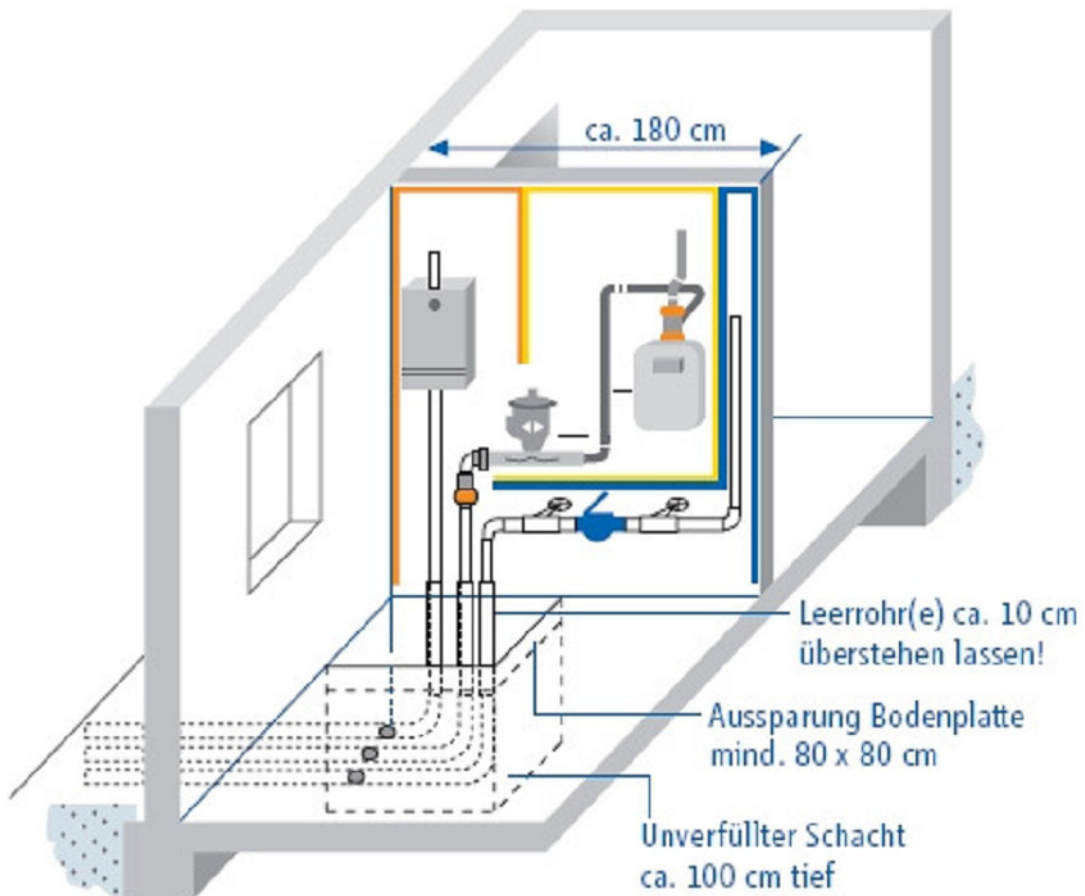 ca. 180 cm
Leerrohr(e) ca. 10 cm
überstehen lassen!
Aussparung Bodenplatte
mind. 80 x 80 cm
Unverfüllter Schacht
ca. 100 cm tief